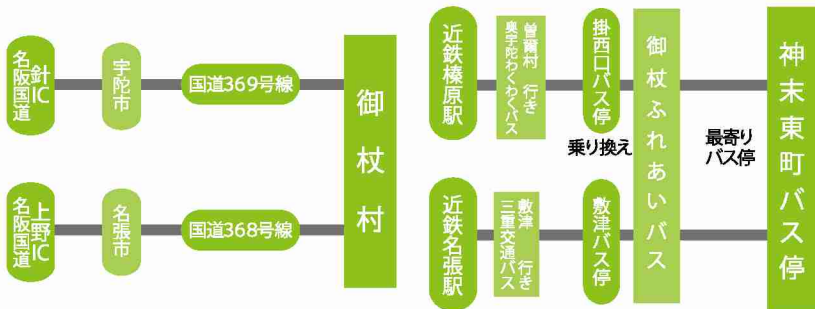 名阪国道
針IC
宇陀市
国道369号線
名阪国道
上野IC
名張市
国道368号線
御杖村
近鉄榛原駅
曽爾村 行き
奥宇陀わくわくバス
掛西口バス停
乗り換え
近鉄名張駅
敷津 行き
三重交通バス
敷津バス停
御杖ふれあいバス
最寄り
バス停
神末東町バス停